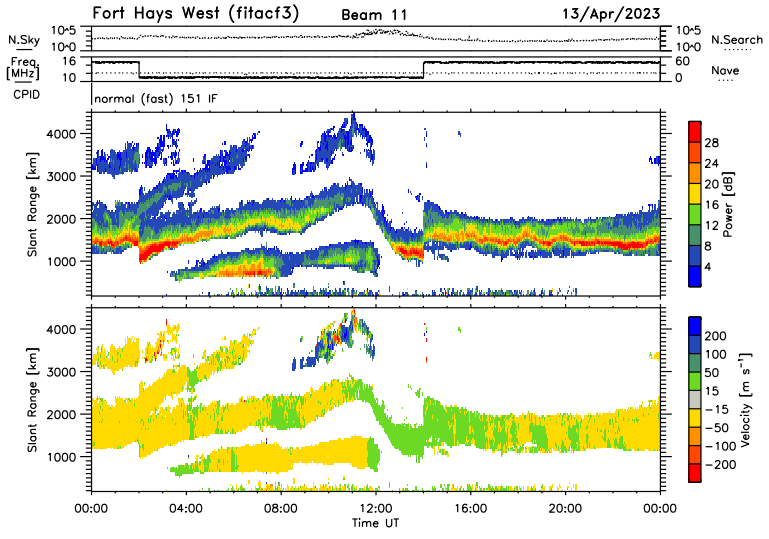 Fort Hays West (fitacf3) Beam 11 13/Apr/2023
N.Sky 10^5 10^0 10^5 10^0 N.Search
Freq. [MHz] 16 10 60 0 Nave
CPID normal (fast) 151 IF
Slant Range [km] 4000 3000 2000 1000
Power [dB] 28 24 20 16 12 8 4
Slant Range [km] 4000 3000 2000 1000
Velocity [m s⁻¹] 200 100 50 15 -15 -50 -100 -200
00:00 04:00 08:00 12:00 16:00 20:00 00:00
Time UT